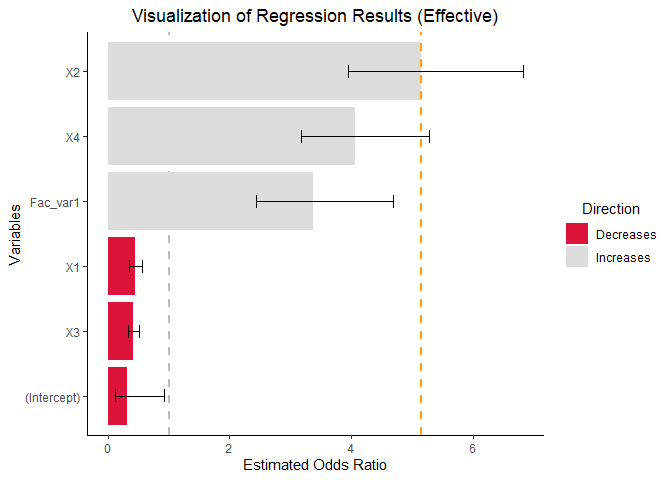 Visualization of Regression Results (Effective)
Variables
X2
X4
Fac_var1
X1
X3
(Intercept)
0 2 4 6
Estimated Odds Ratio
Direction
Decreases
Increases